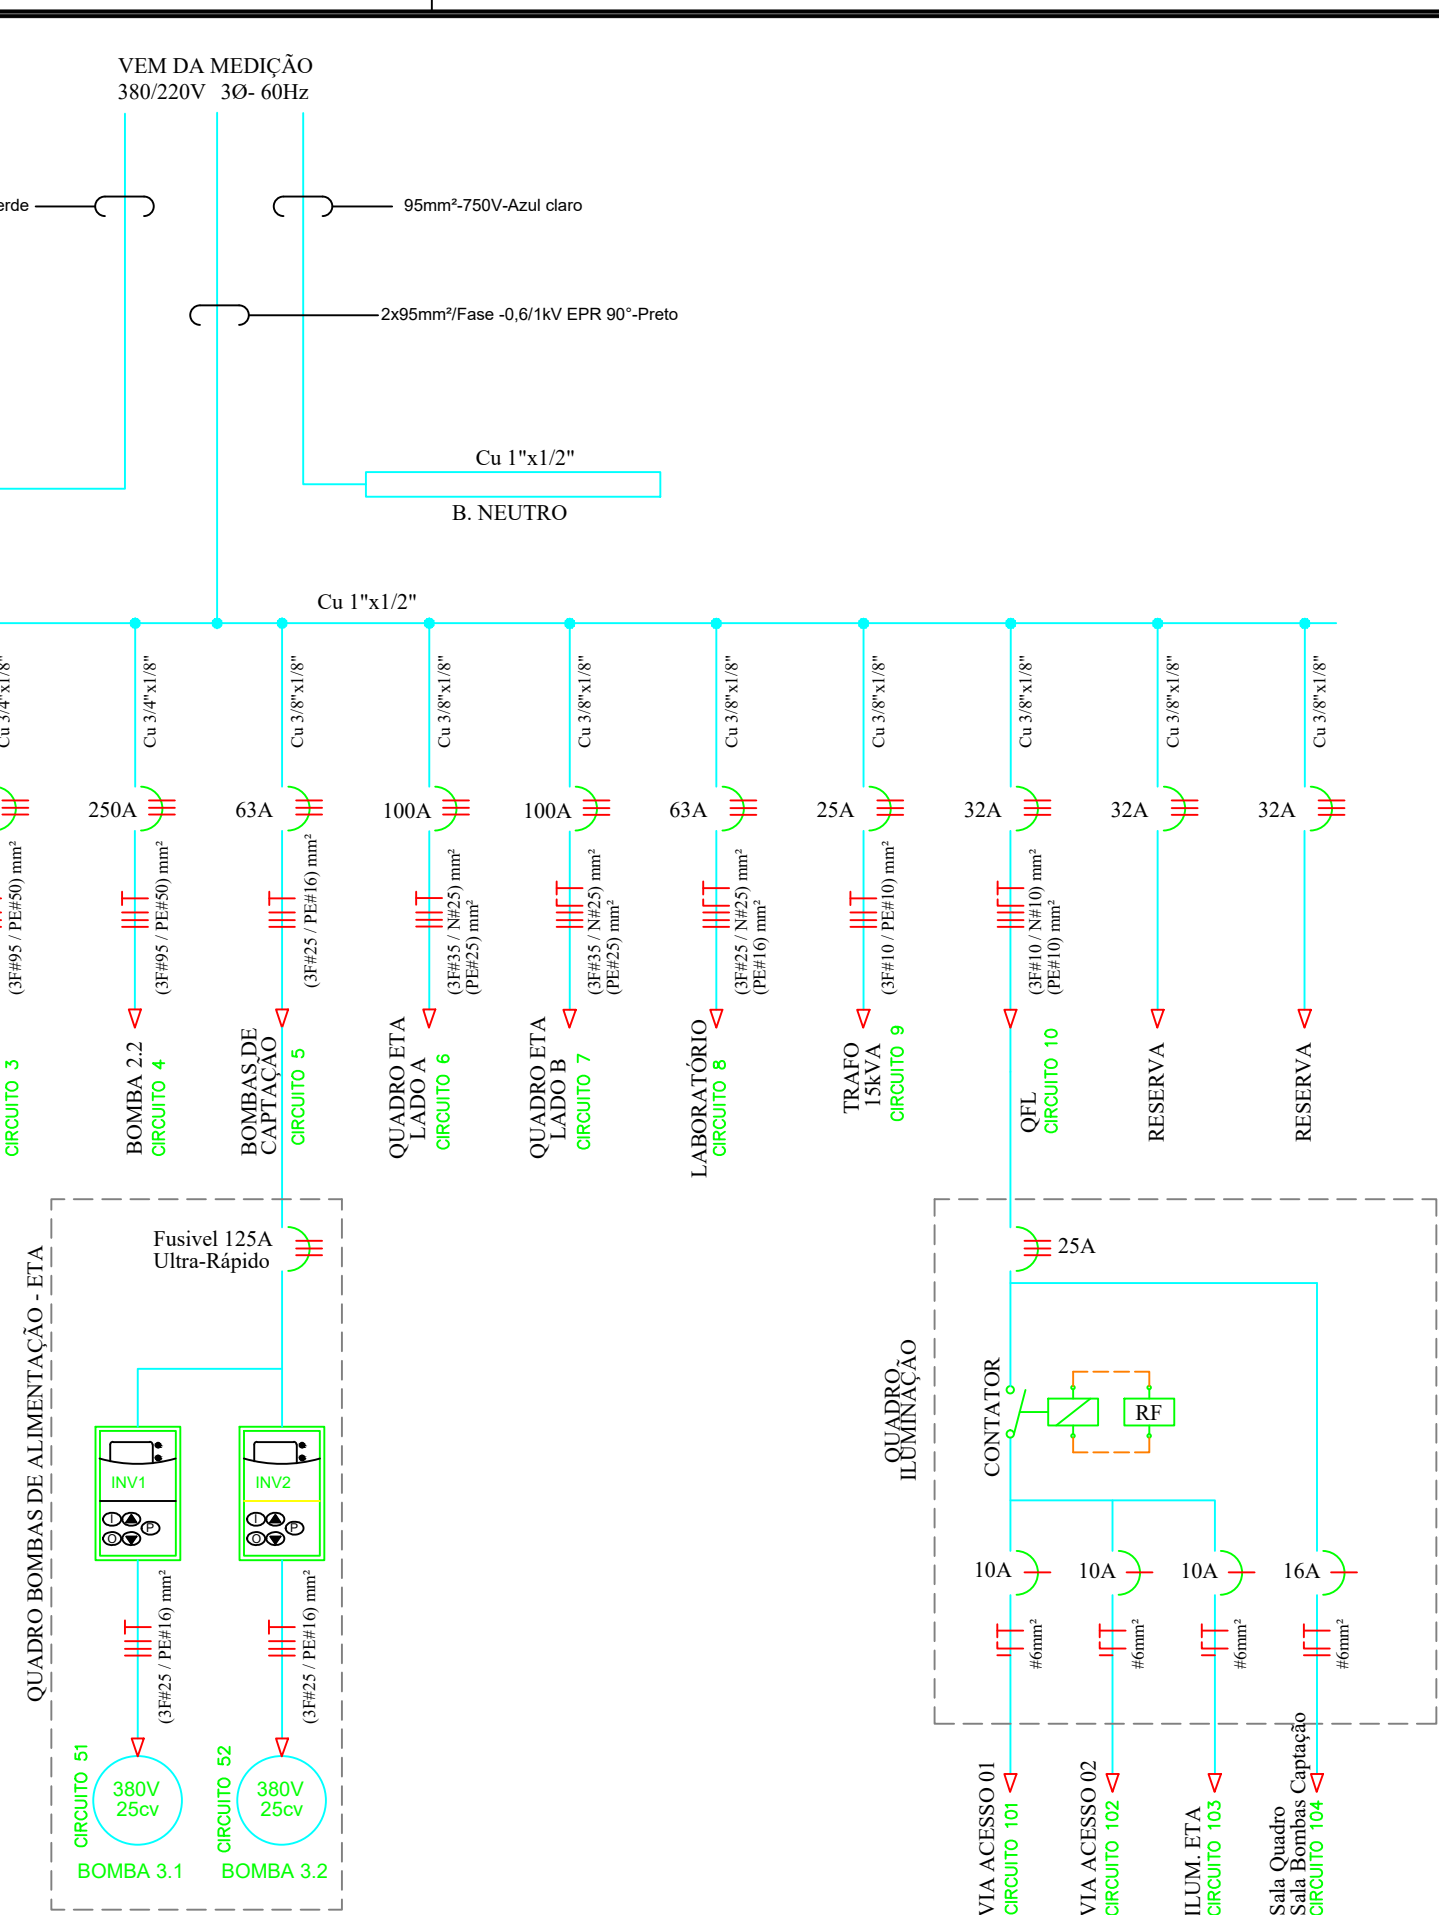 VEM DA MEDIÇÃO
380/220V 3Ø- 60Hz
erde
95mm²-750V-Azul claro
2x95mm²/Fase -0,6/1kV EPR 90°-Preto
Cu 1"x1/2"
B. NEUTRO
Cu 1"x1/2"
Cu 3/4"x1/8"
Cu 3/4"x1/8"
Cu 3/8"x1/8"
Cu 3/8"x1/8"
Cu 3/8"x1/8"
Cu 3/8"x1/8"
Cu 3/8"x1/8"
Cu 3/8"x1/8"
Cu 3/8"x1/8"
Cu 3/8"x1/8"
250A
63A
100A
100A
63A
25A
32A
32A
32A
(3F#95 / PE#50) mm²
(3F#95 / PE#50) mm²
(3F#25 / PE#16) mm²
(3F#35 / N#25) mm²
(PE#25) mm²
(3F#35 / N#25) mm²
(PE#25) mm²
(3F#25 / N#25) mm²
(PE#16) mm²
(3F#10 / PE#10) mm²
(3F#10 / N#10) mm²
(PE#10) mm²
CIRCUITO 3
BOMBA 2.2
CIRCUITO 4
BOMBAS DE
CAPTAÇÃO
CIRCUITO 5
QUADRO ETA
LADO A
CIRCUITO 6
QUADRO ETA
LADO B
CIRCUITO 7
LABORATÓRIO
CIRCUITO 8
TRAFO
15kVA
CIRCUITO 9
QFL
CIRCUITO 10
RESERVA
RESERVA
QUADRO BOMBAS DE ALIMENTAÇÃO - ETA
Fusivel 125A
Ultra-Rápido
INV1
I
O
P
INV2
I
O
P
(3F#25 / PE#16) mm²
(3F#25 / PE#16) mm²
CIRCUITO 51
380V
25cv
BOMBA 3.1
CIRCUITO 52
380V
25cv
BOMBA 3.2
QUADRO
ILUMINAÇÃO
25A
CONTATOR
RF
10A
10A
10A
16A
#6mm²
#6mm²
#6mm²
#6mm²
VIA ACESSO 01
CIRCUITO 101
VIA ACESSO 02
CIRCUITO 102
ILUM. ETA
CIRCUITO 103
Sala Quadro
Sala Bombas Captação
CIRCUITO 104